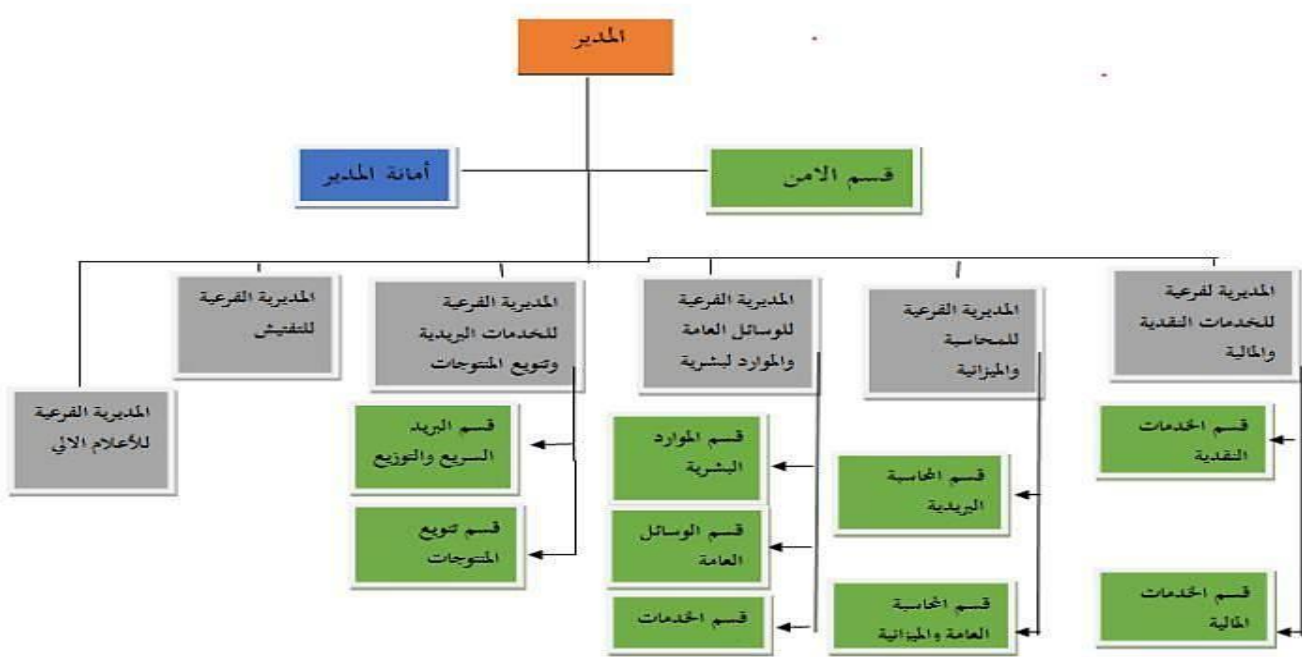 المدير
قسم الامن
أمانة المدير
المديرية لفرعية
للخدمات النقدية
والمالية
المديرية الفرعية
للمحاسبة
والميزانية
المديرية الفرعية
للوسائل العامة
والموارد لبشرية
المديرية الفرعية
للخدمات البريدية
وتنويع المنتوجات
المديرية الفرعية
للتفتيش
المديرية الفرعية
للأعلام الالي
قسم الخدمات
النقدية
قسم الخدمات
المالية
قسم المحاسبة
البريدية
قسم المحاسبة
العامة والميزانية
قسم الموارد
البشرية
قسم الوسائل
العامة
قسم الخدمات
قسم البريد
السريع والتوزيع
قسم تنويع
المنتوجات